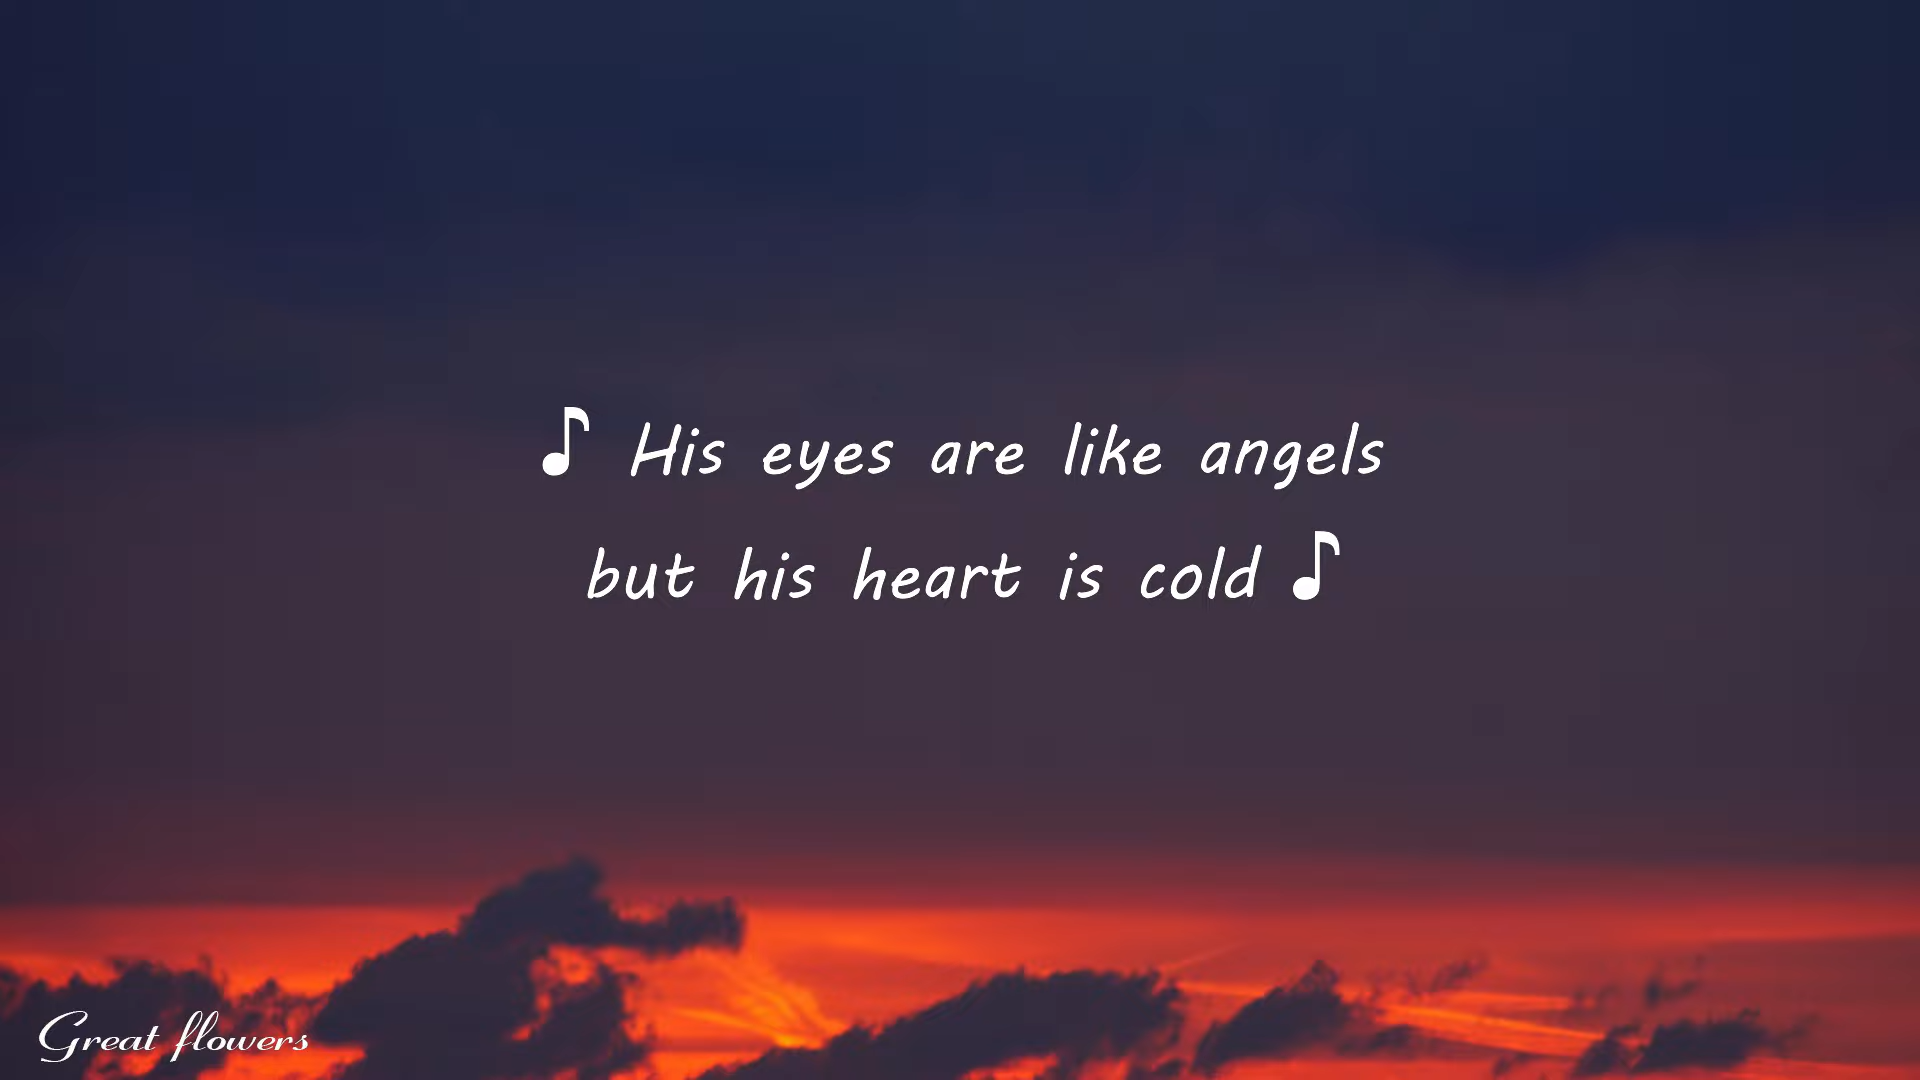 ♪ His eyes are like angels
but his heart is cold ♪
Great flowers